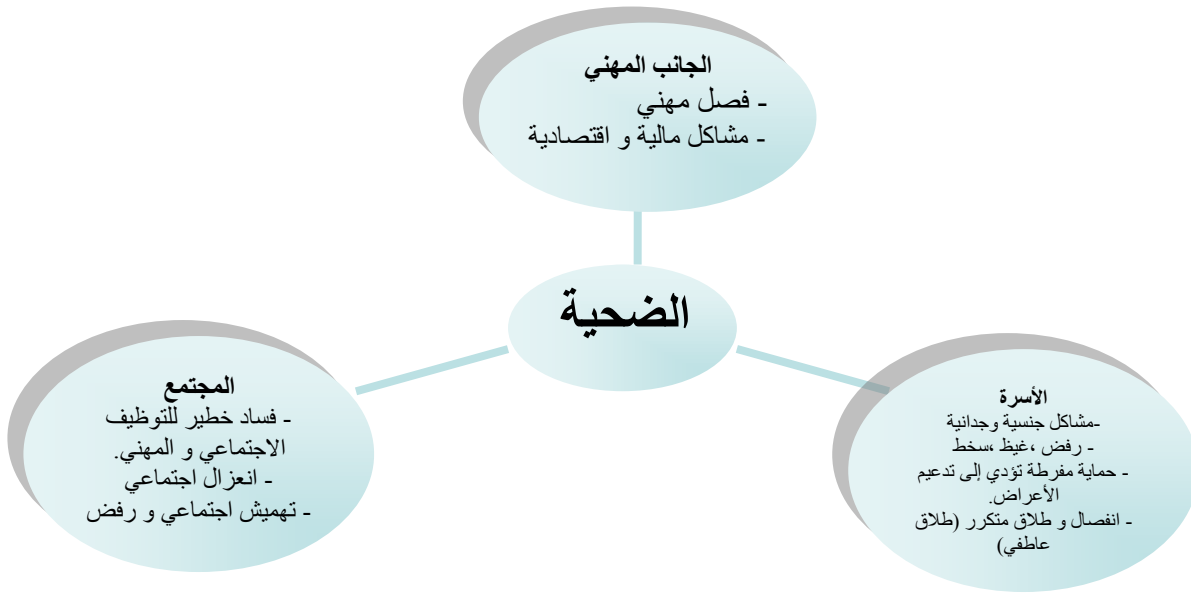 الجانب المهني
- فصل مهني
- مشاكل مالية و اقتصادية
الضحية
الأسرة
-مشاكل جنسية وجدانية
- رفض ،غيظ ،سخط
- حماية مفرطة تؤدي إلى تدعيم
الأعراض.
- انفصال و طلاق متكرر (طلاق
عاطفي)
المجتمع
- فساد خطير للتوظيف
الاجتماعي و المهني.
- انعزال اجتماعي
- تهميش اجتماعي و رفض